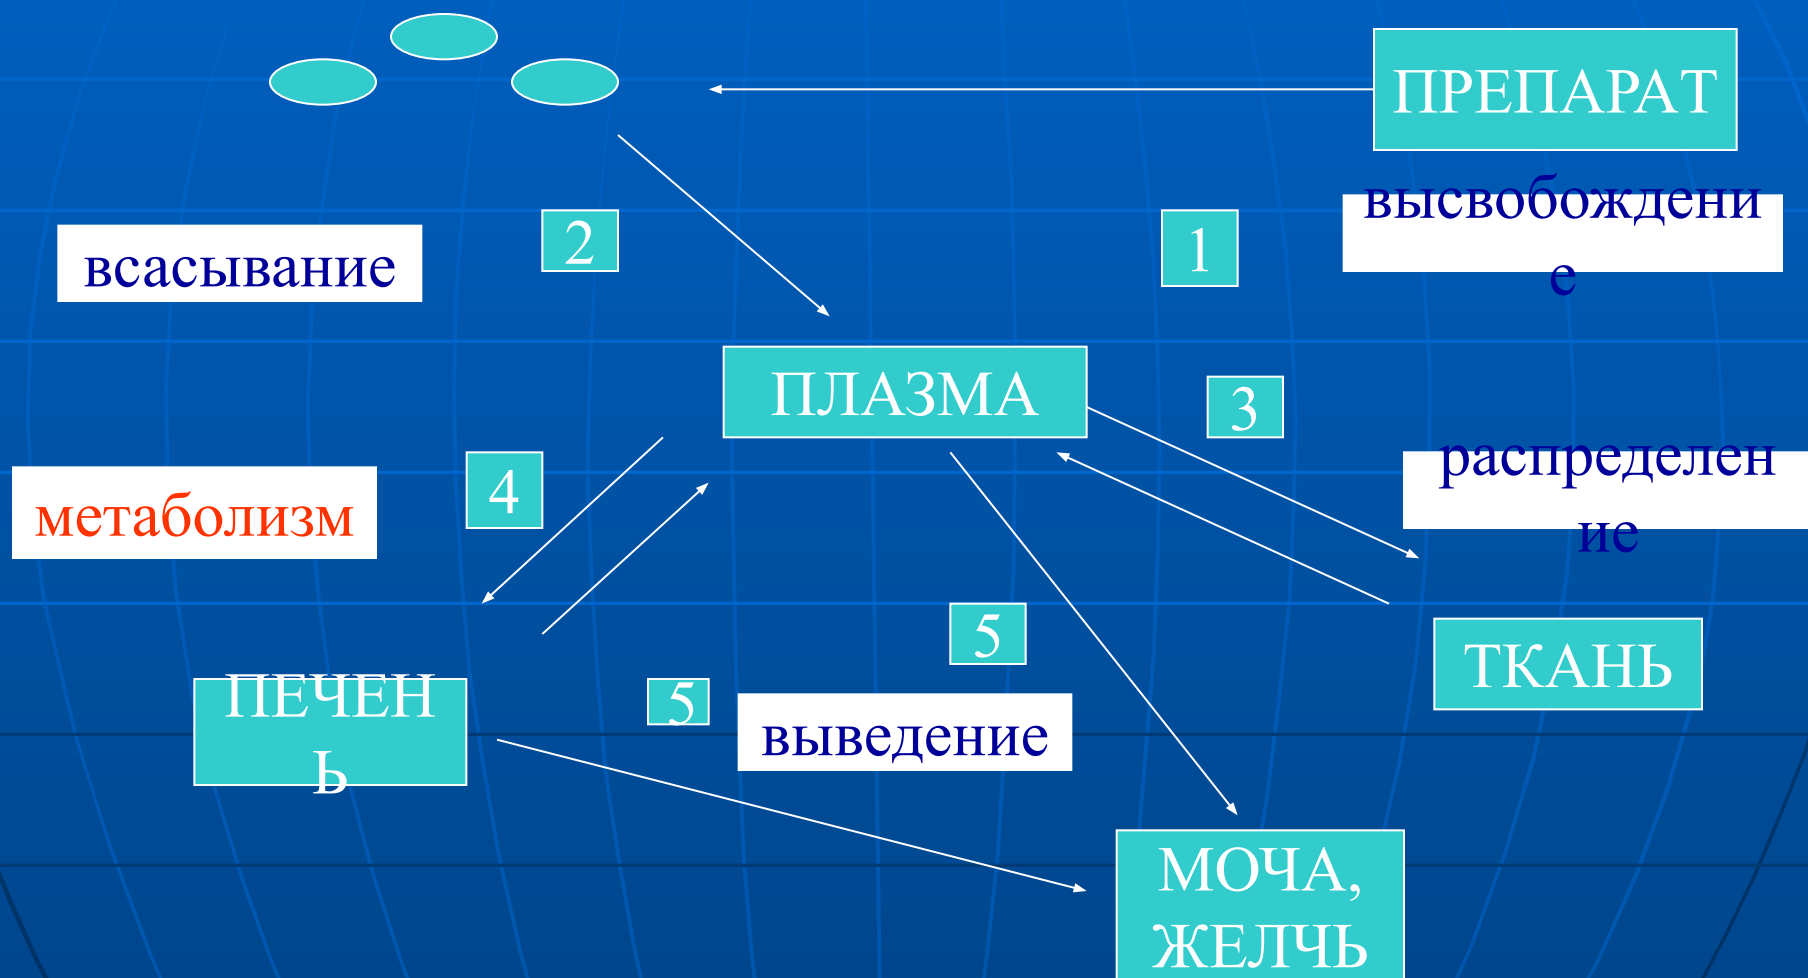 ПРЕПАРАТ
высвобождени
е
1
2
всасывание
ПЛАЗМА
3
распределен
ие
4
метаболизм
5
ТКАНЬ
ПЕЧЕН
Ь
5
выведение
МОЧА,
ЖЕЛЧЬ